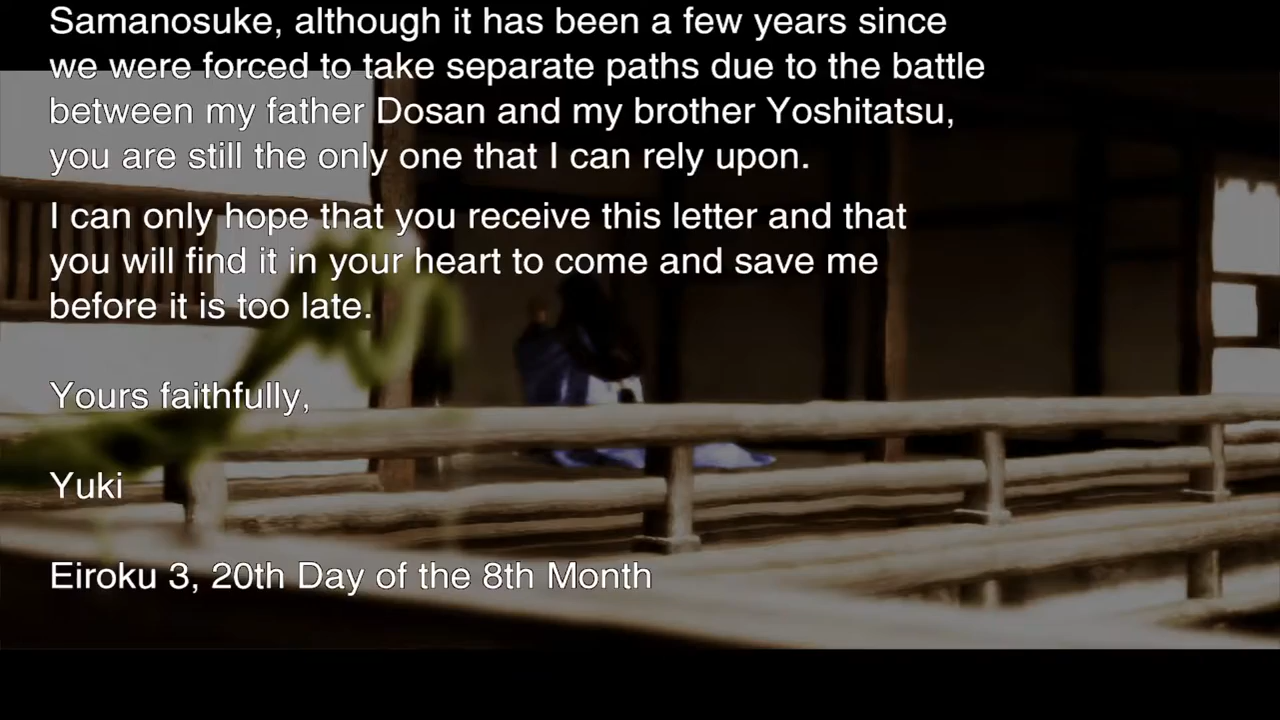 Samanosuke, although it has been a few years since
we were forced to take separate paths due to the battle
between my father Dosan and my brother Yoshitatsu,
you are still the only one that I can rely upon.
I can only hope that you receive this letter and that
you will find it in your heart to come and save me
before it is too late.
Yours faithfully,
Yuki
Eiroku 3, 20th Day of the 8th Month